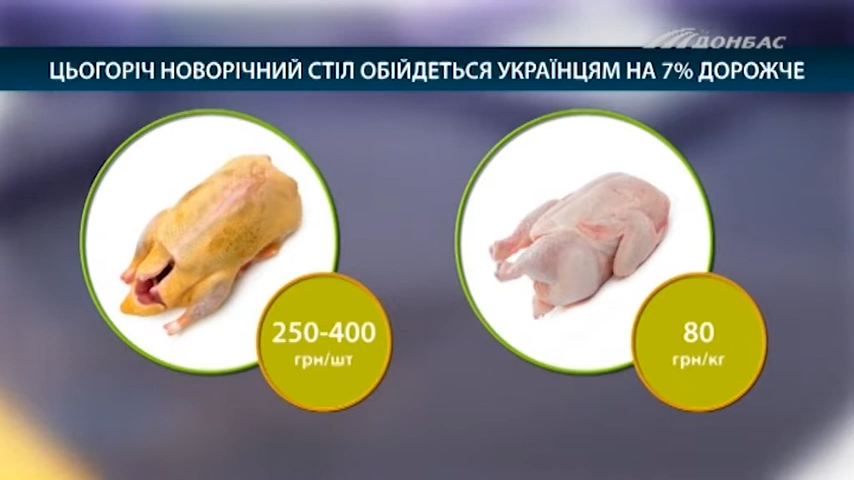 ДОНБАС
ЦЬОГОРІЧ НОВОРІЧНИЙ СТІЛ ОБІЙДЕТЬСЯ УКРАЇНЦЯМ НА 7% ДОРОЖЧЕ
250-400
грн/шт
80
грн/кг